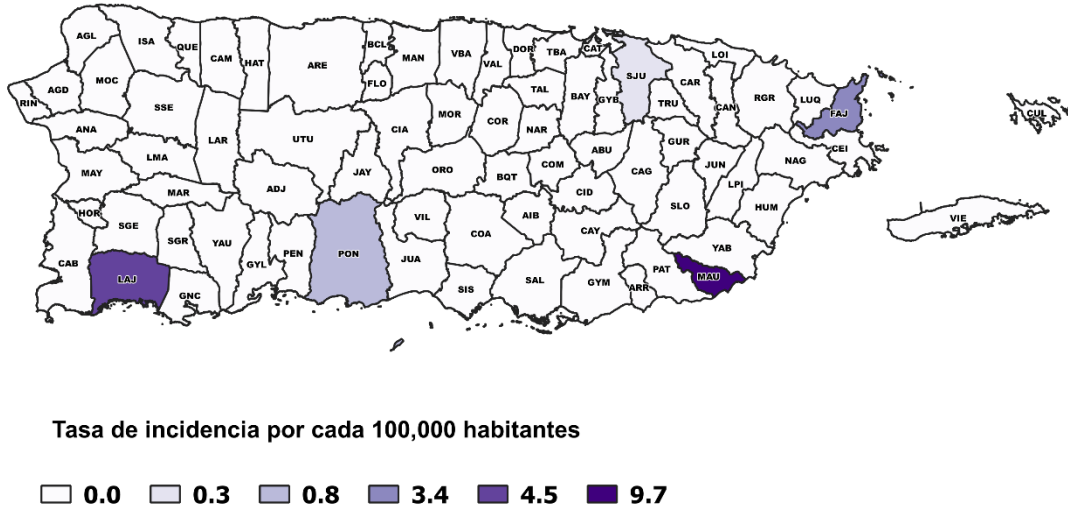 AGL
ISA
QUE
CAM
HAT
ARE
BCL
FLO
MAN
VBA
VAL
DOR
TBA
CAT
SJU
LOI
MOC
AGD
RIN
SSE
ANA
LAR
UTU
CIA
MOR
COR
TAL
NAR
BAY
GYB
TRU
CAR
CAN
RGR
LUQ
FAJ
CEI
CUL
MAY
LMA
MAR
ADJ
JAY
ORO
BQT
COM
ABU
CID
CAG
GUR
JUN
NAG
LPI
HUM
SLO
HOR
SGE
CAB
SGR
YAU
GYL
PEN
PON
VIL
JUA
COA
AIB
CAY
YAB
VIE
LAJ
GNC
SIS
SAL
GYM
ARR
PAT
MAU
Tasa de incidencia por cada 100,000 habitantes
0.0 0.3 0.8 3.4 4.5 9.7